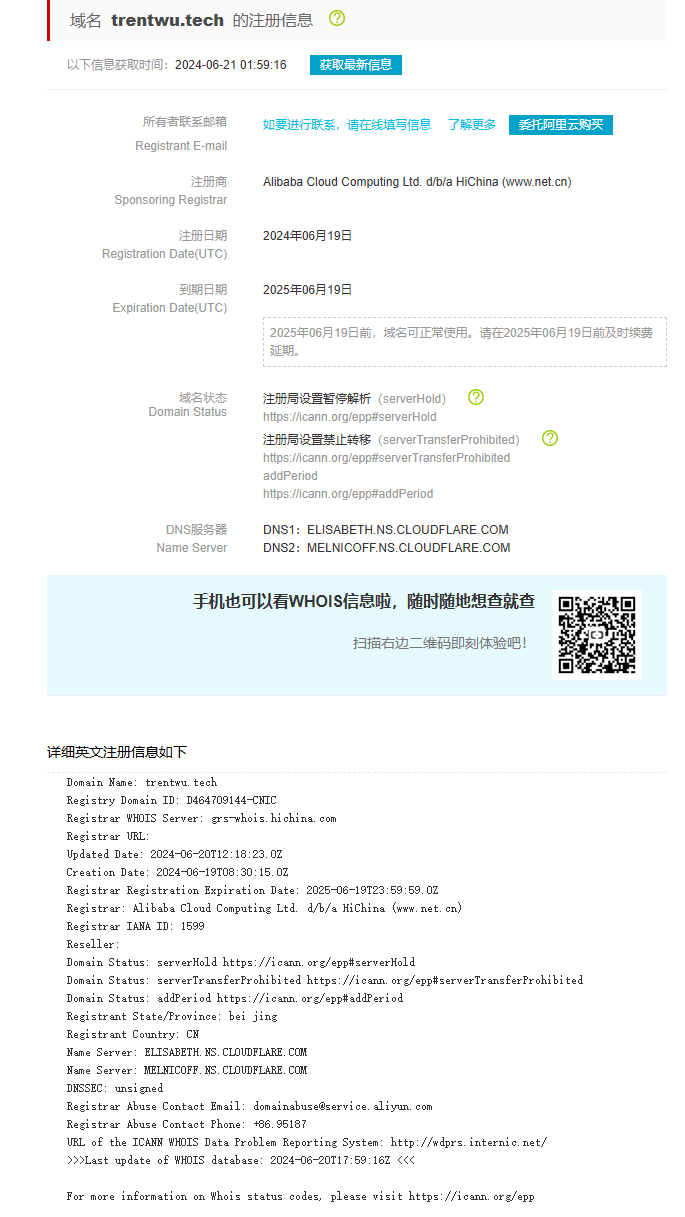 域名 trentwu.tech 的注册信息 ?
以下信息获取时间：2024-06-21 01:59:16 获取最新信息
所有者联系邮箱 如要进行联系，请在线填写信息 了解更多 委托阿里云购买
Registrant E-mail
注册商 Alibaba Cloud Computing Ltd. d/b/a HiChina (www.net.cn)
Sponsoring Registrar
注册日期 2024年06月19日
Registration Date(UTC)
到期日期 2025年06月19日
Expiration Date(UTC)
2025年06月19日前，域名可正常使用。请在2025年06月19日前及时续费
延期。
域名状态 注册局设置暂停解析（serverHold） ?
Domain Status https://icann.org/epp#serverHold
注册局设置禁止转移（serverTransferProhibited） ?
https://icann.org/epp#serverTransferProhibited
addPeriod
https://icann.org/epp#addPeriod
DNS服务器 DNS1：ELISABETH.NS.CLOUDFLARE.COM
Name Server DNS2：MELNICOFF.NS.CLOUDFLARE.COM
手机也可以看WHOIS信息啦，随时随地想查就查
扫描右边二维码即刻体验吧！
详细英文注册信息如下
Domain Name: trentwu.tech
Registry Domain ID: D464709144-CNIC
Registrar WHOIS Server: grs-whois.hichina.com
Registrar URL:
Updated Date: 2024-06-20T12:18:23.0Z
Creation Date: 2024-06-19T08:30:15.0Z
Registrar Registration Expiration Date: 2025-06-19T23:59:59.0Z
Registrar: Alibaba Cloud Computing Ltd. d/b/a HiChina (www.net.cn)
Registrar IANA ID: 1599
Reseller:
Domain Status: serverHold https://icann.org/epp#serverHold
Domain Status: serverTransferProhibited https://icann.org/epp#serverTransferProhibited
Domain Status: addPeriod https://icann.org/epp#addPeriod
Registrant State/Province: bei jing
Registrant Country: CN
Name Server: ELISABETH.NS.CLOUDFLARE.COM
Name Server: MELNICOFF.NS.CLOUDFLARE.COM
DNSSEC: unsigned
Registrar Abuse Contact Email: domainabuse@service.aliyun.com
Registrar Abuse Contact Phone: +86.95187
URL of the ICANN WHOIS Data Problem Reporting System: http://wdprs.internic.net/
>>>Last update of WHOIS database: 2024-06-20T17:59:16Z <<<
For more information on Whois status codes, please visit https://icann.org/epp